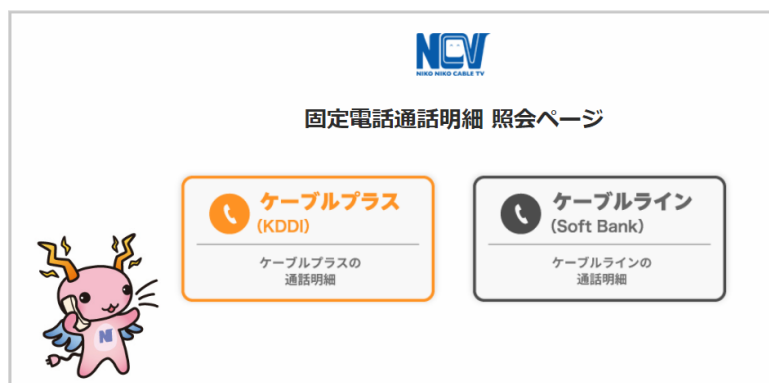 NCV
NIKO NIKO CABLE TV
固定電話通話明細 照会ページ
ケーブルプラス
(KDDI)
ケーブルプラスの
通話明細
ケーブルライン
(Soft Bank)
ケーブルラインの
通話明細
N